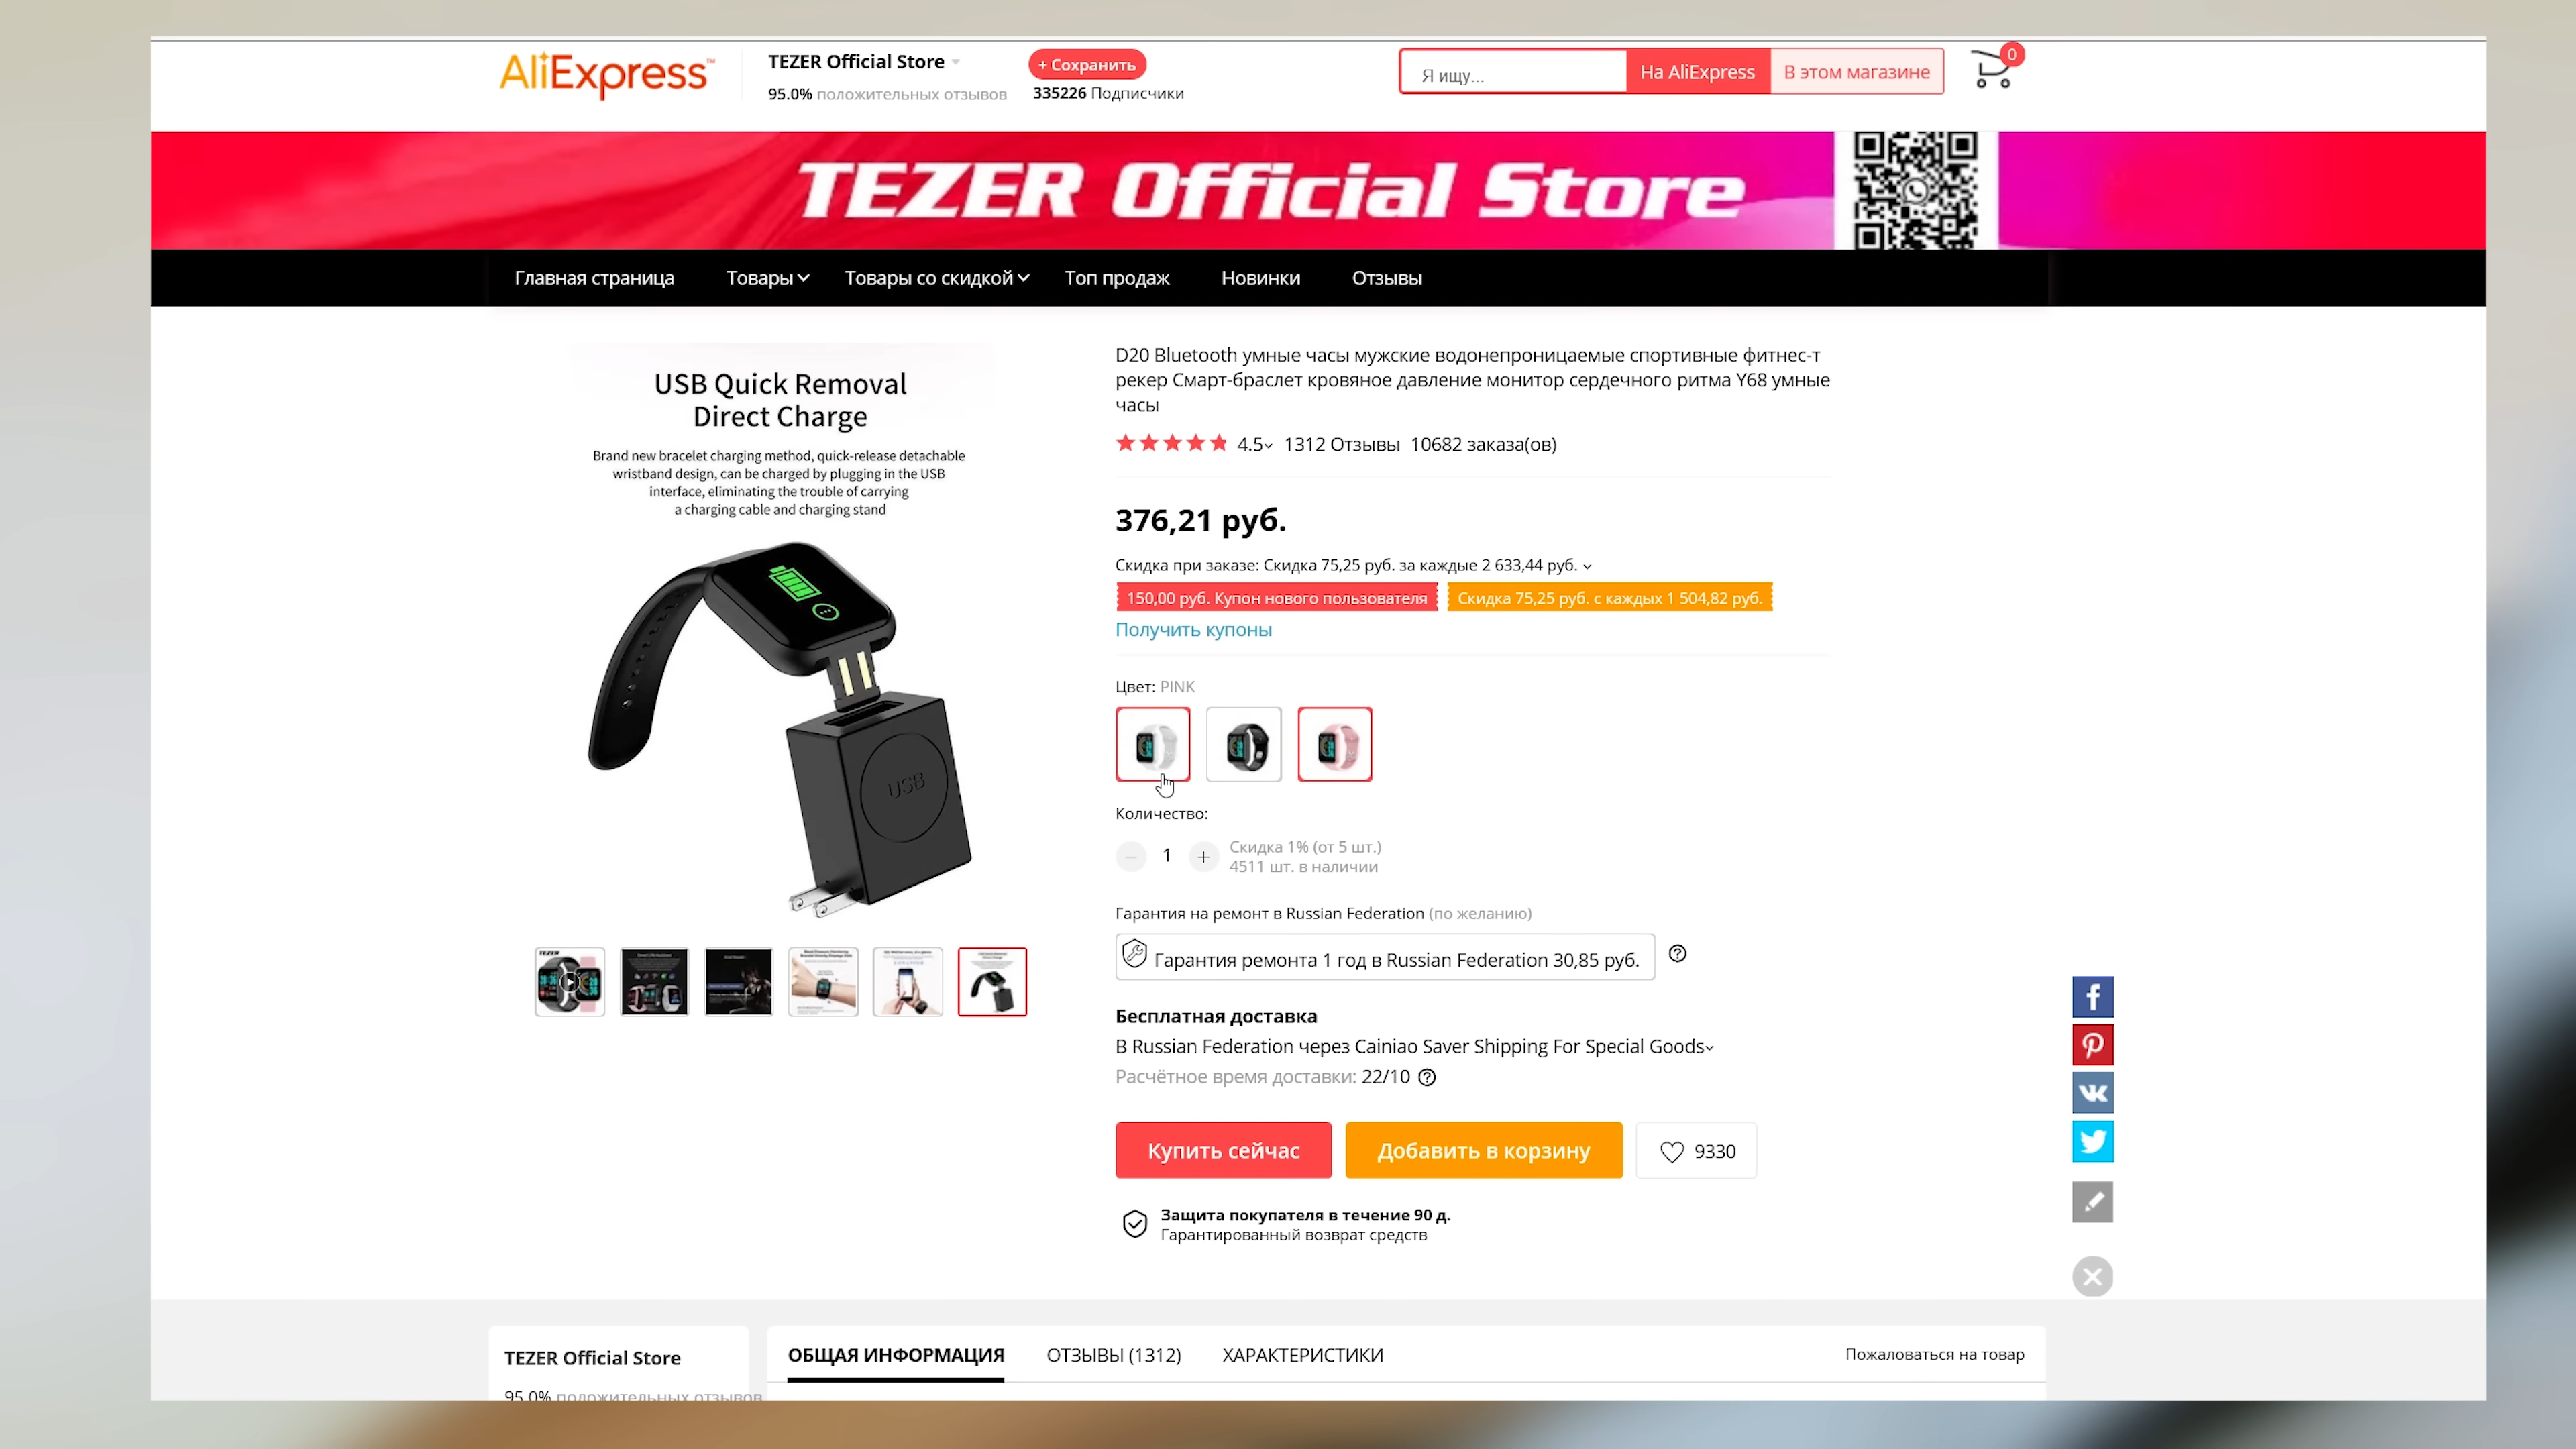 AliExpress™
TEZER Official Store
95.0% положительных отзывов
+ Сохранить
335226 Подписчики
Я ищу...
На AliExpress
В этом магазине
0
TEZER Official Store
Главная страница
Товары
Товары со скидкой
Топ продаж
Новинки
Отзывы
USB Quick Removal
Direct Charge
Brand new bracelet charging method, quick-release detachable
wristband design, can be charged by plugging in the USB
interface, eliminating the trouble of carrying
a charging cable and charging stand
USB
TEZER
D20 Bluetooth умные часы мужские водонепроницаемые спортивные фитнес-т
рекер Смарт-браслет кровяное давление монитор сердечного ритма Y68 умные
часы
4.5
1312 Отзывы
10682 заказа(ов)
376,21 руб.
Скидка при заказе: Скидка 75,25 руб. за каждые 2 633,44 руб.
150,00 руб. Купон нового пользователя
Скидка 75,25 руб. с каждых 1 504,82 руб.
Получить купоны
Цвет: PINK
Количество:
1
Скидка 1% (от 5 шт.)
4511 шт. в наличии
Гарантия на ремонт в Russian Federation (по желанию)
Гарантия ремонта 1 год в Russian Federation 30,85 руб.
Бесплатная доставка
В Russian Federation через Cainiao Saver Shipping For Special Goods
Расчётное время доставки: 22/10
Купить сейчас
Добавить в корзину
9330
Защита покупателя в течение 90 д.
Гарантированный возврат средств
TEZER Official Store
95.0% положительных отзывов
ОБЩАЯ ИНФОРМАЦИЯ
ОТЗЫВЫ (1312)
ХАРАКТЕРИСТИКИ
Пожаловаться на товар